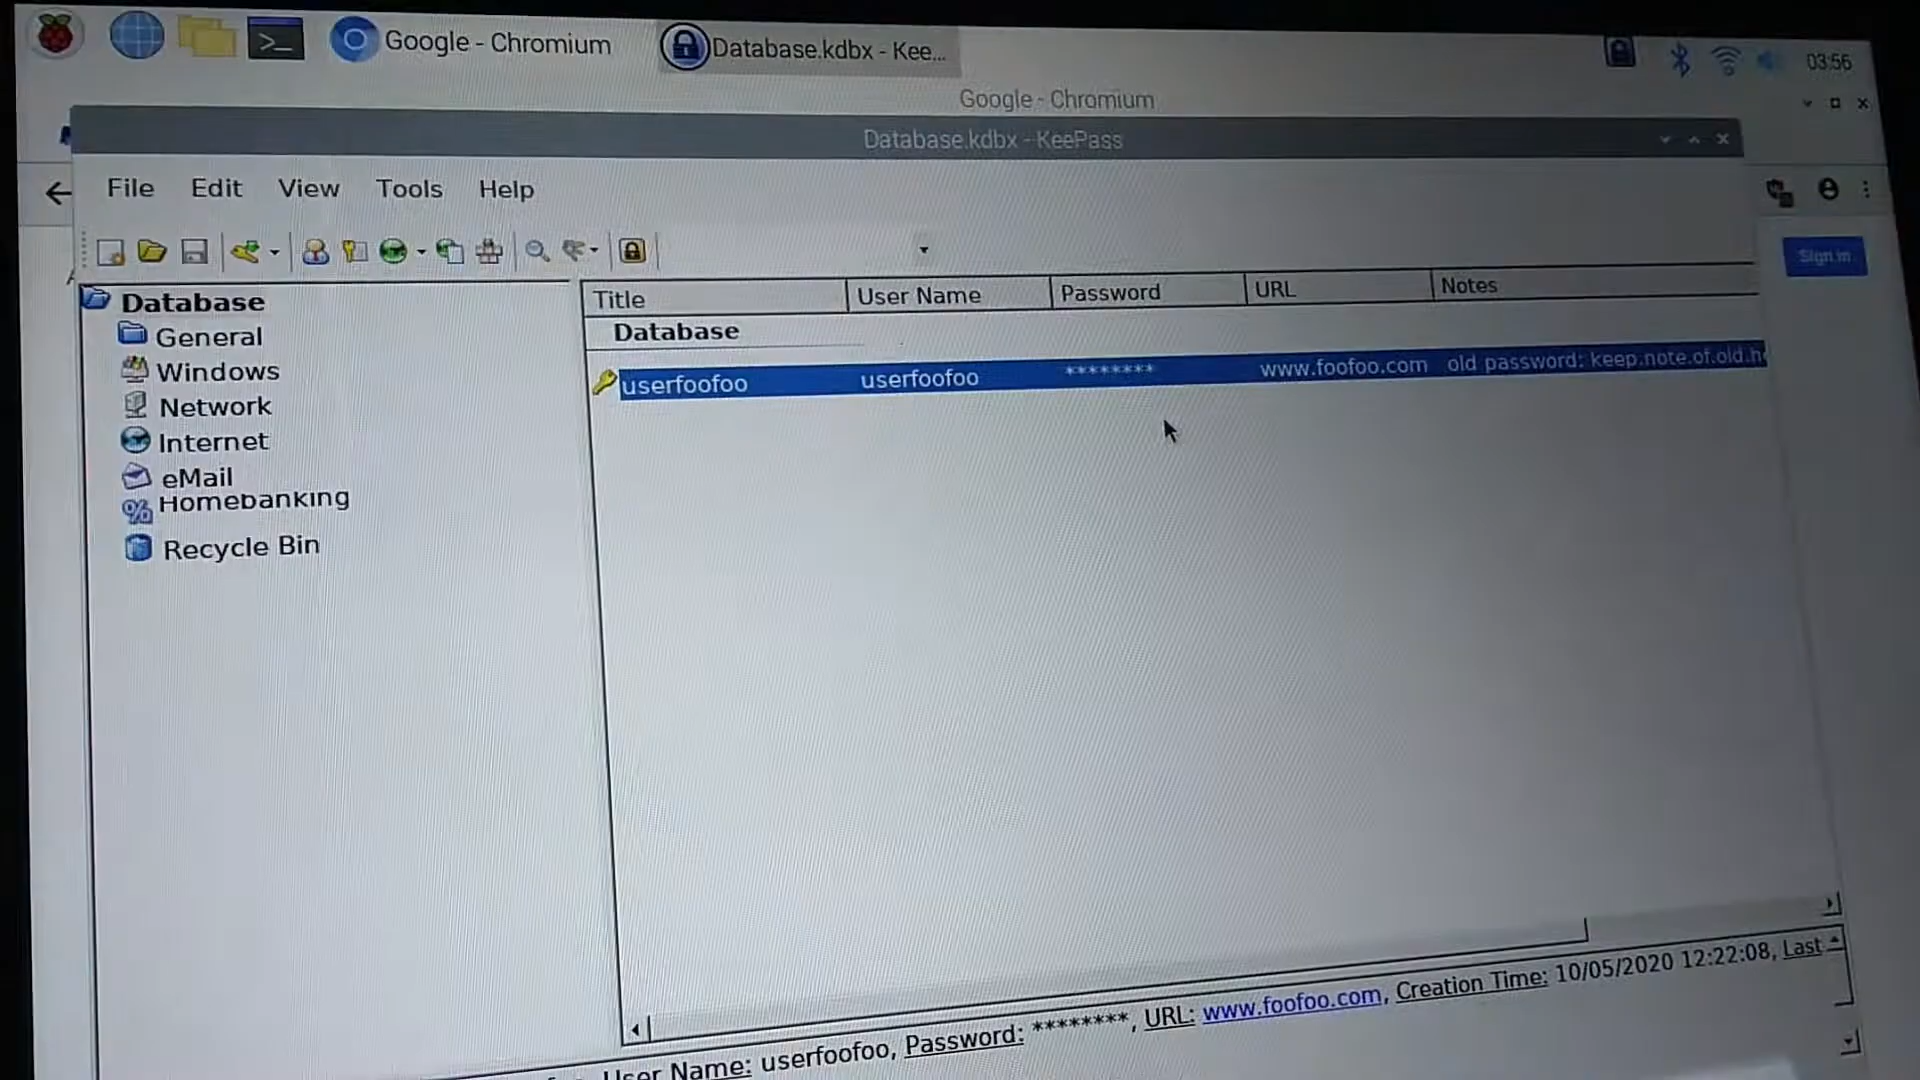 Google - Chromium
Database.kdbx - Kee...
03:56
Google - Chromium
Database.kdbx - KeePass
File Edit View Tools Help
Sign in
Title User Name Password URL Notes
Database
userfoofoo userfoofoo ******** www.foofoo.com old password: keep.note.of.old.h
Database
General
Windows
Network
Internet
eMail
Homebanking
Recycle Bin
User Name: userfoofoo, Password: ********, URL: www.foofoo.com, Creation Time: 10/05/2020 12:22:08, Last